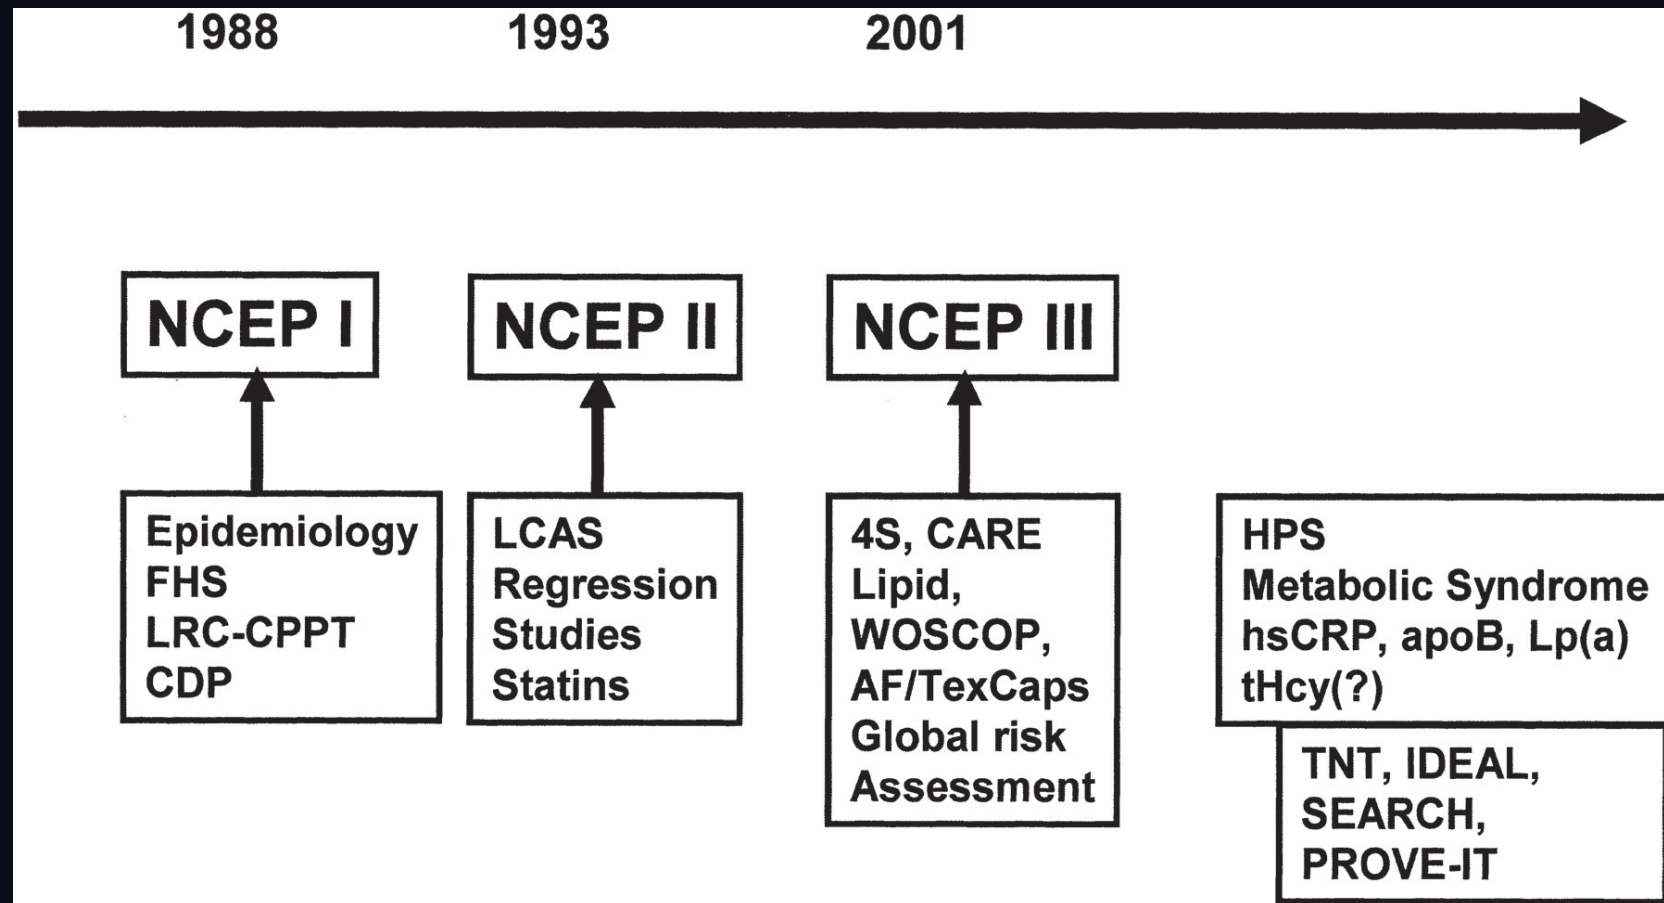 1988
1993
2001
NCEP I
NCEP II
NCEP III
Epidemiology
FHS
LRC-CPPT
CDP
LCAS
Regression
Studies
Statins
4S, CARE
Lipid,
WOSCOP,
AF/TexCaps
Global risk
Assessment
HPS
Metabolic Syndrome
hsCRP, apoB, Lp(a)
tHcy(?)
TNT, IDEAL,
SEARCH,
PROVE-IT